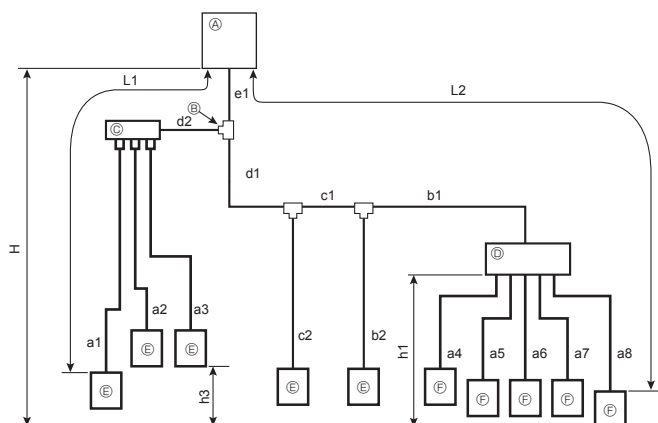 Ⓐ
L1
L2
e1
Ⓑ
Ⓒ
d2
d1
c1
b1
H
Ⓓ
a1
a2
a3
c2
b2
h1
a4
a5
a6
a7
a8
h3
Ⓔ
Ⓔ
Ⓔ
Ⓔ
Ⓔ
Ⓕ
Ⓕ
Ⓕ
Ⓕ
Ⓕ